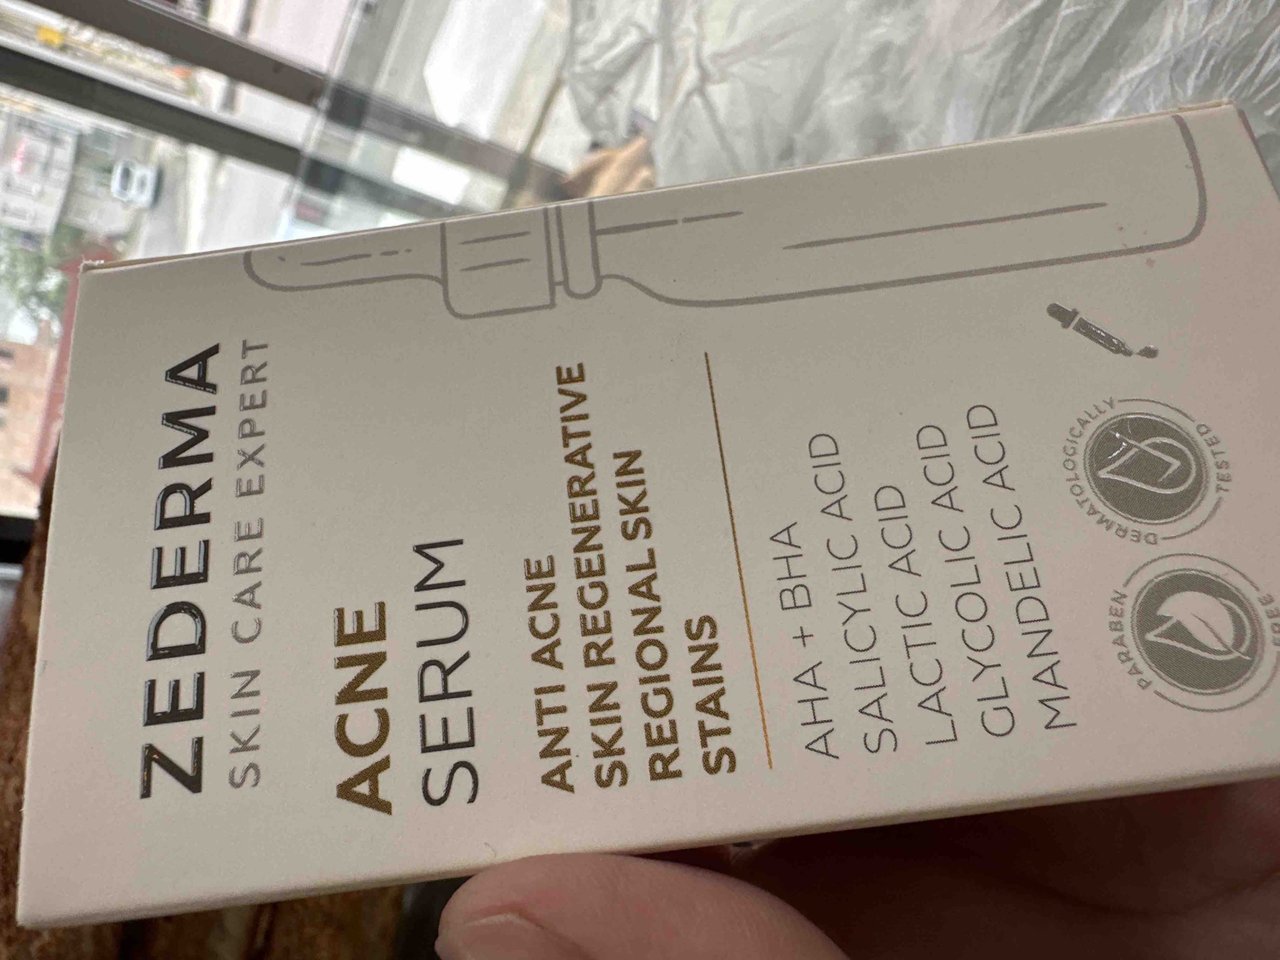 ZEDERMA
SKIN CARE EXPERT
ACNE
SERUM
ANTI ACNE
SKIN REGENERATIVE
REGIONAL SKIN
STAINS
AHA + BHA
SALICYLIC ACID
LACTIC ACID
GLYCOLIC ACID
MANDELIC ACID
PARABEN
FREE
DERMATOLOGICALLY
TESTED